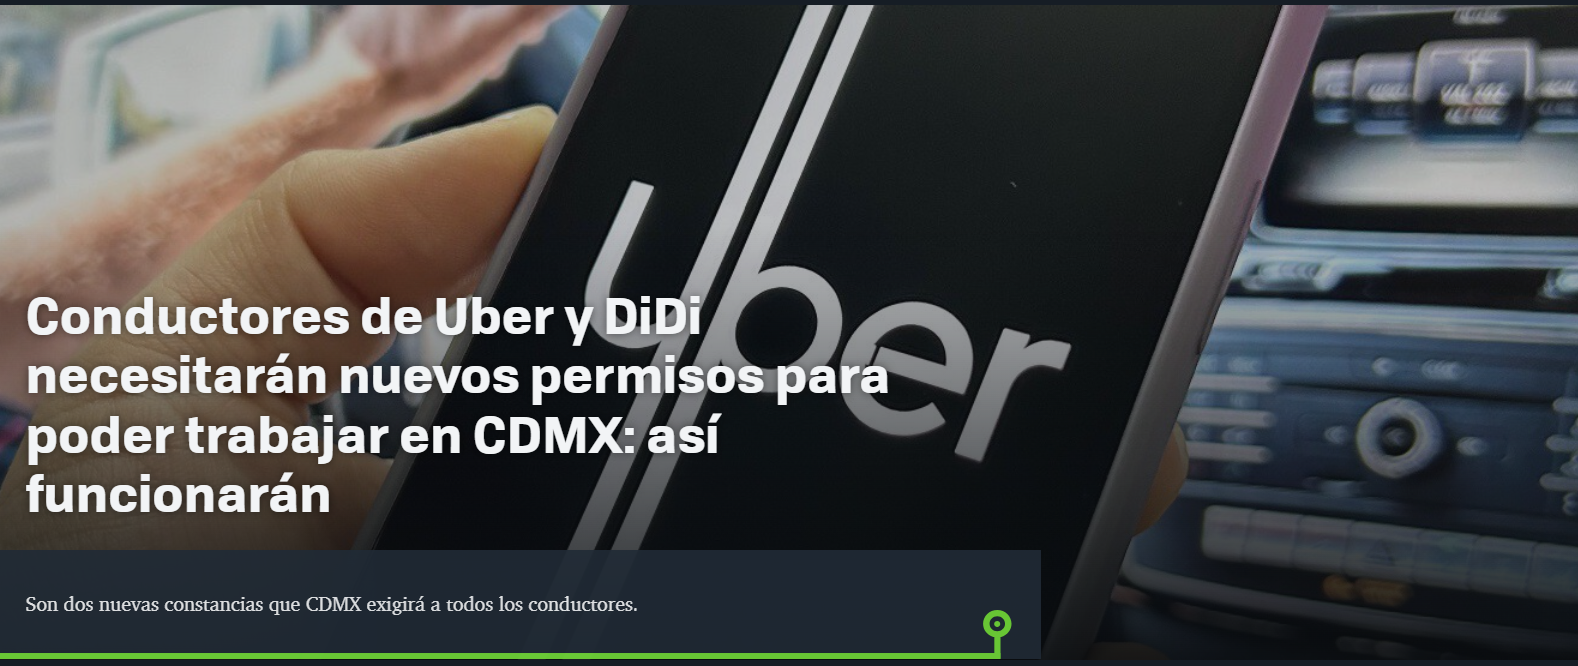 uber
Conductores de Uber y DiDi
necesitarán nuevos permisos para
poder trabajar en CDMX: así
funcionarán
Son dos nuevas constancias que CDMX exigirá a todos los conductores.